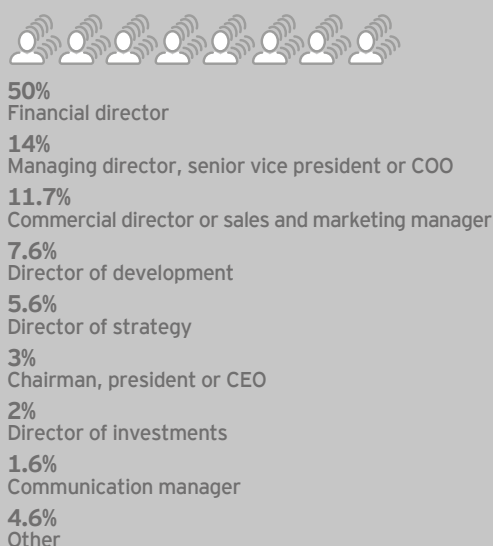 50%
Financial director
14%
Managing director, senior vice president or COO
11.7%
Commercial director or sales and marketing manager
7.6%
Director of development
5.6%
Director of strategy
3%
Chairman, president or CEO
2%
Director of investments
1.6%
Communication manager
4.6%
Other